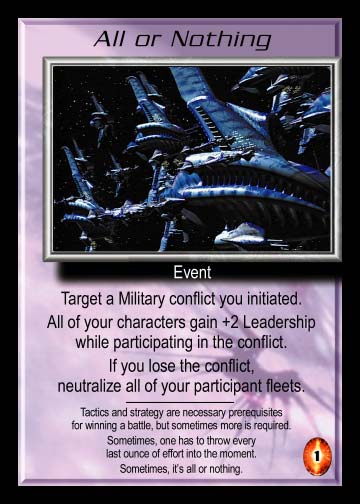 All or Nothing
Event
Target a Military conflict you initiated.
All of your characters gain +2 Leadership
while participating in the conflict.
If you lose the conflict,
neutralize all of your participant fleets.
Tactics and strategy are necessary prerequisites
for winning a battle, but sometimes more is required.
Sometimes, one has to throw every
last ounce of effort into the moment.
Sometimes, it's all or nothing.
1